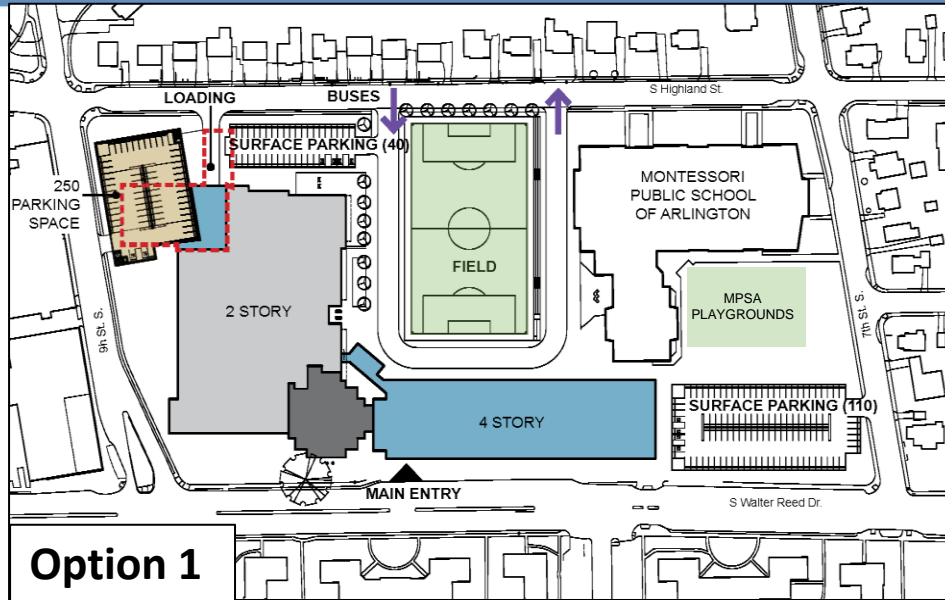 S Highland St.
LOADING
BUSES
SURFACE PARKING (40)
250
PARKING
SPACE
MONTESSORI
PUBLIC SCHOOL
OF ARLINGTON
FIELD
MPSA
PLAYGROUNDS
2 STORY
9h St. S.
7th St. S.
4 STORY
SURFACE PARKING (110)
MAIN ENTRY
S Walter Reed Dr.
Option 1